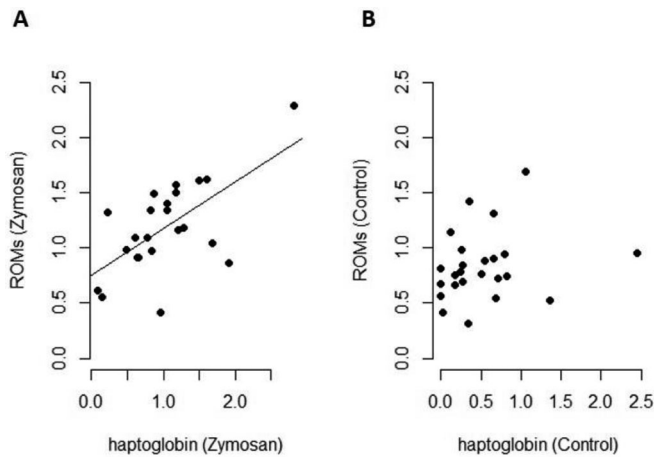 A
B
2.5
2.0
1.5
1.0
0.5
0.0
ROMs (Zymosan)
0.0 1.0 2.0
haptoglobin (Zymosan)
2.5
2.0
1.5
1.0
0.5
0.0
ROMs (Control)
0.0 0.5 1.0 1.5 2.0 2.5
haptoglobin (Control)